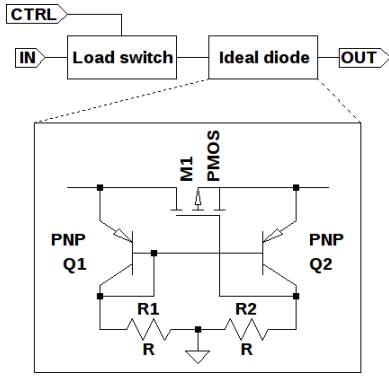 CTRL
IN
Load switch
Ideal diode
OUT
M1
PMOS
PNP
Q1
PNP
Q2
R1
R
R2
R